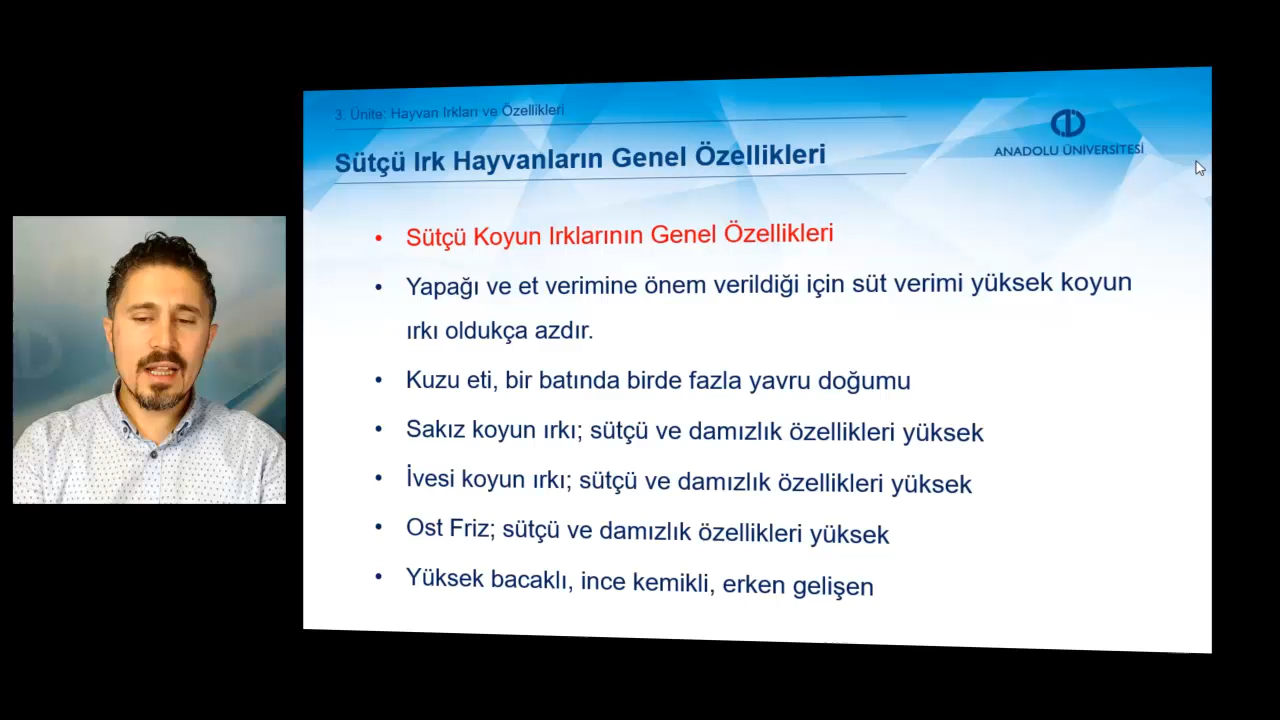 3. Ünite: Hayvan Irkları ve Özellikleri
Sütçü Irk Hayvanların Genel Özellikleri
ANADOLU ÜNİVERSİTESİ
• Sütçü Koyun Irklarının Genel Özellikleri
• Yapağı ve et verimine önem verildiği için süt verimi yüksek koyun
ırkı oldukça azdır.
• Kuzu eti, bir batında birde fazla yavru doğumu
• Sakız koyun ırkı; sütçü ve damızlık özellikleri yüksek
• İvesi koyun ırkı; sütçü ve damızlık özellikleri yüksek
• Ost Friz; sütçü ve damızlık özellikleri yüksek
• Yüksek bacaklı, ince kemikli, erken gelişen